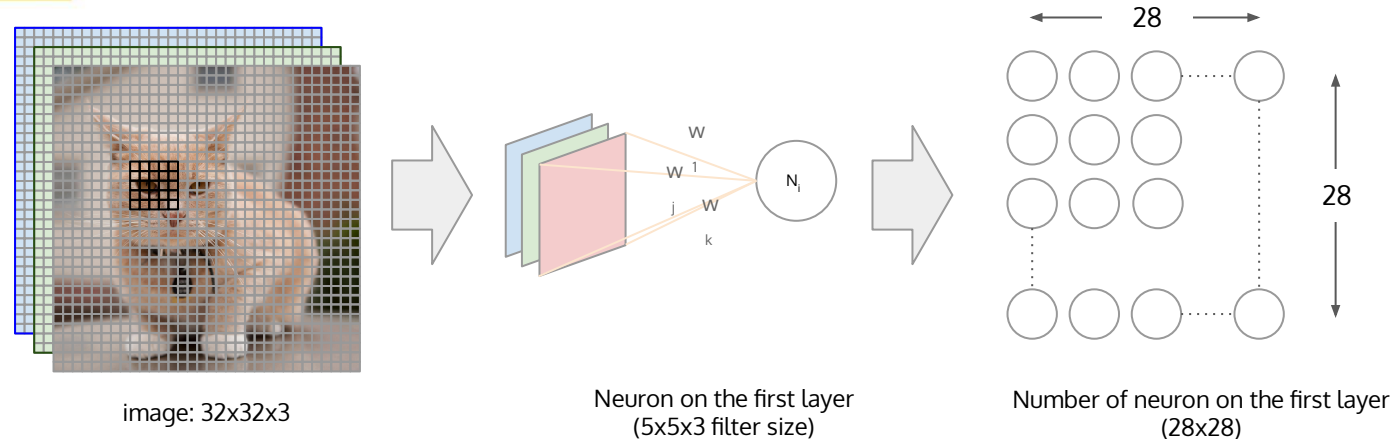 28
W
W 1
j W
k
N i
28
image: 32x32x3
Neuron on the first layer
(5x5x3 filter size)
Number of neuron on the first layer
(28x28)